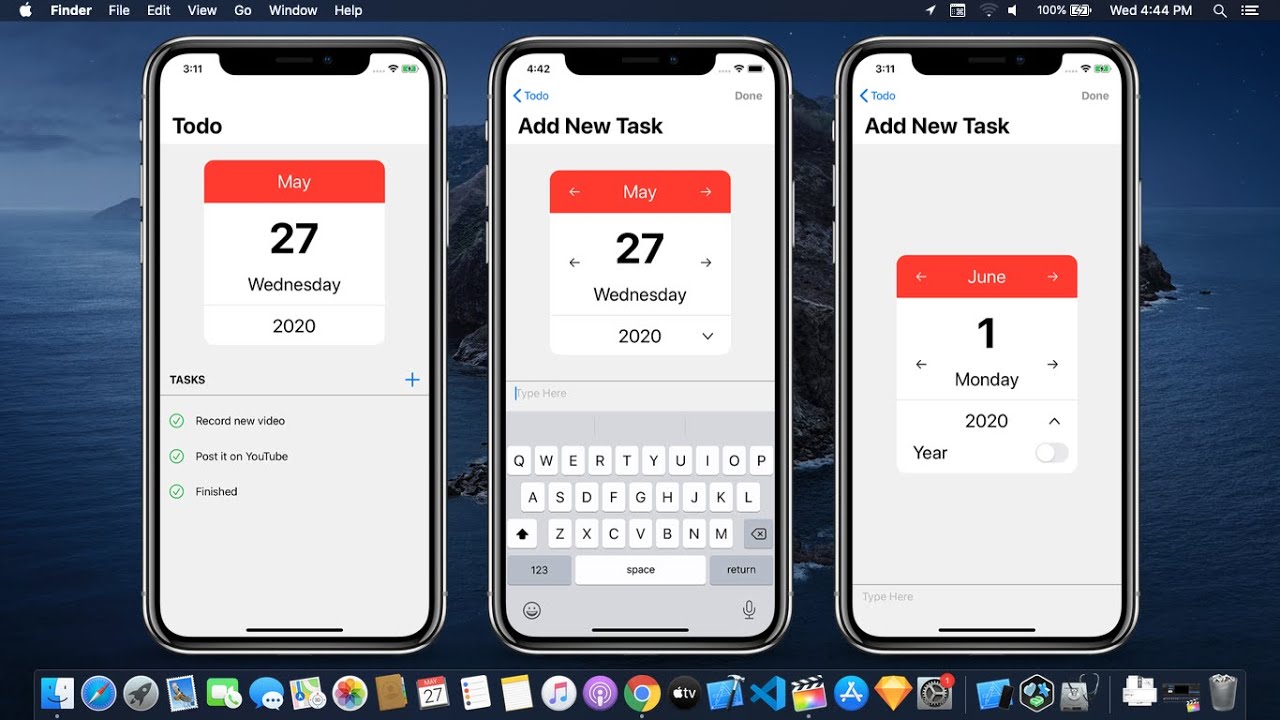 Finder File Edit View Go Window Help 100% Wed 4:44 PM
3:11
Todo
May
27
Wednesday
2020
TASKS
Record new video
Post it on YouTube
Finished
4:42
Todo Done
Add New Task
May
27
Wednesday
2020
Type Here
Q W E R T Y U I O P
A S D F G H J K L
Z X C V B N M
123 space return
3:11
Todo Done
Add New Task
June
1
Monday
2020
Year
Type Here
MAY
27
tv
1